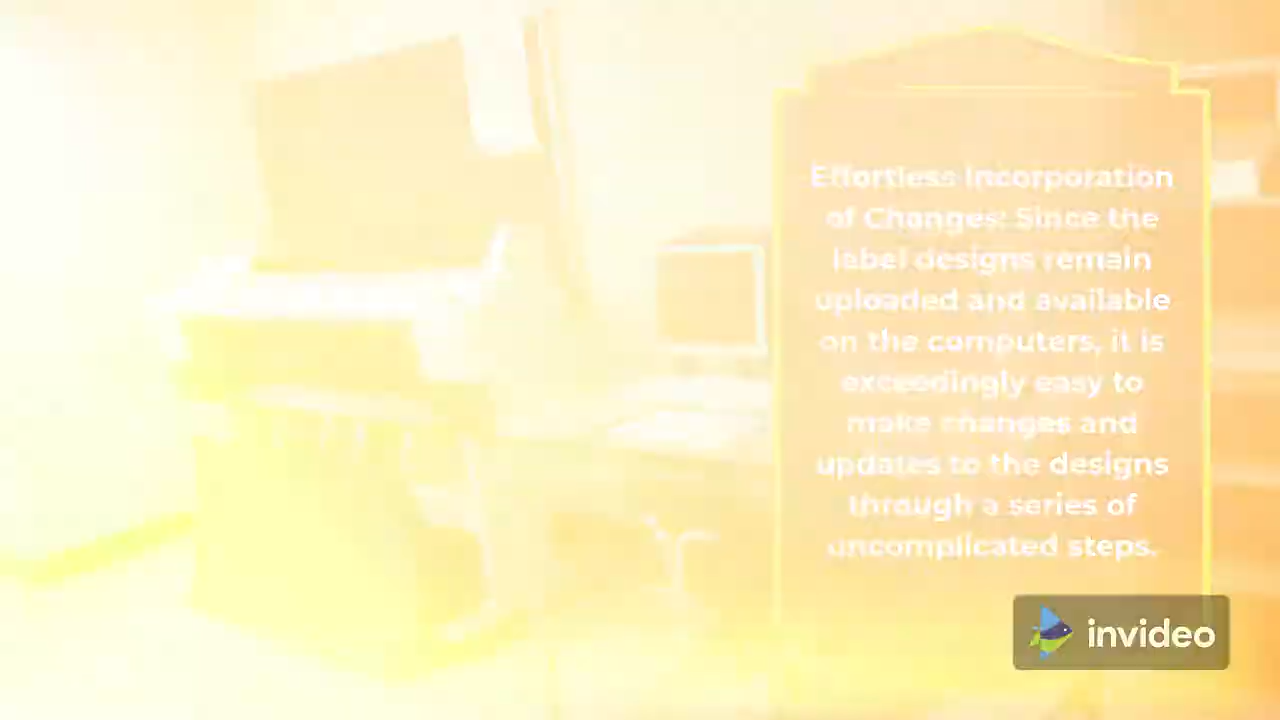 Effortless Incorporation
of Changes: Since the
label designs remain
uploaded and available
on the computers, it is
exceedingly easy to
make changes and
updates to the designs
through a series of
uncomplicated steps.
invideo